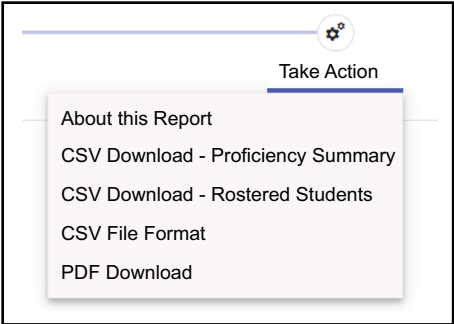 Take Action
About this Report
CSV Download - Proficiency Summary
CSV Download - Rostered Students
CSV File Format
PDF Download